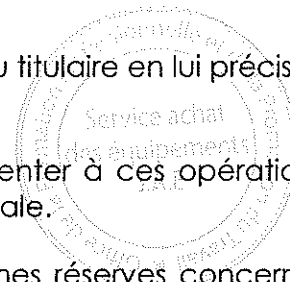 u titulaire en lui précis
Service achat
des équipements
enter à ces opératio
ale.
nes réserves concern